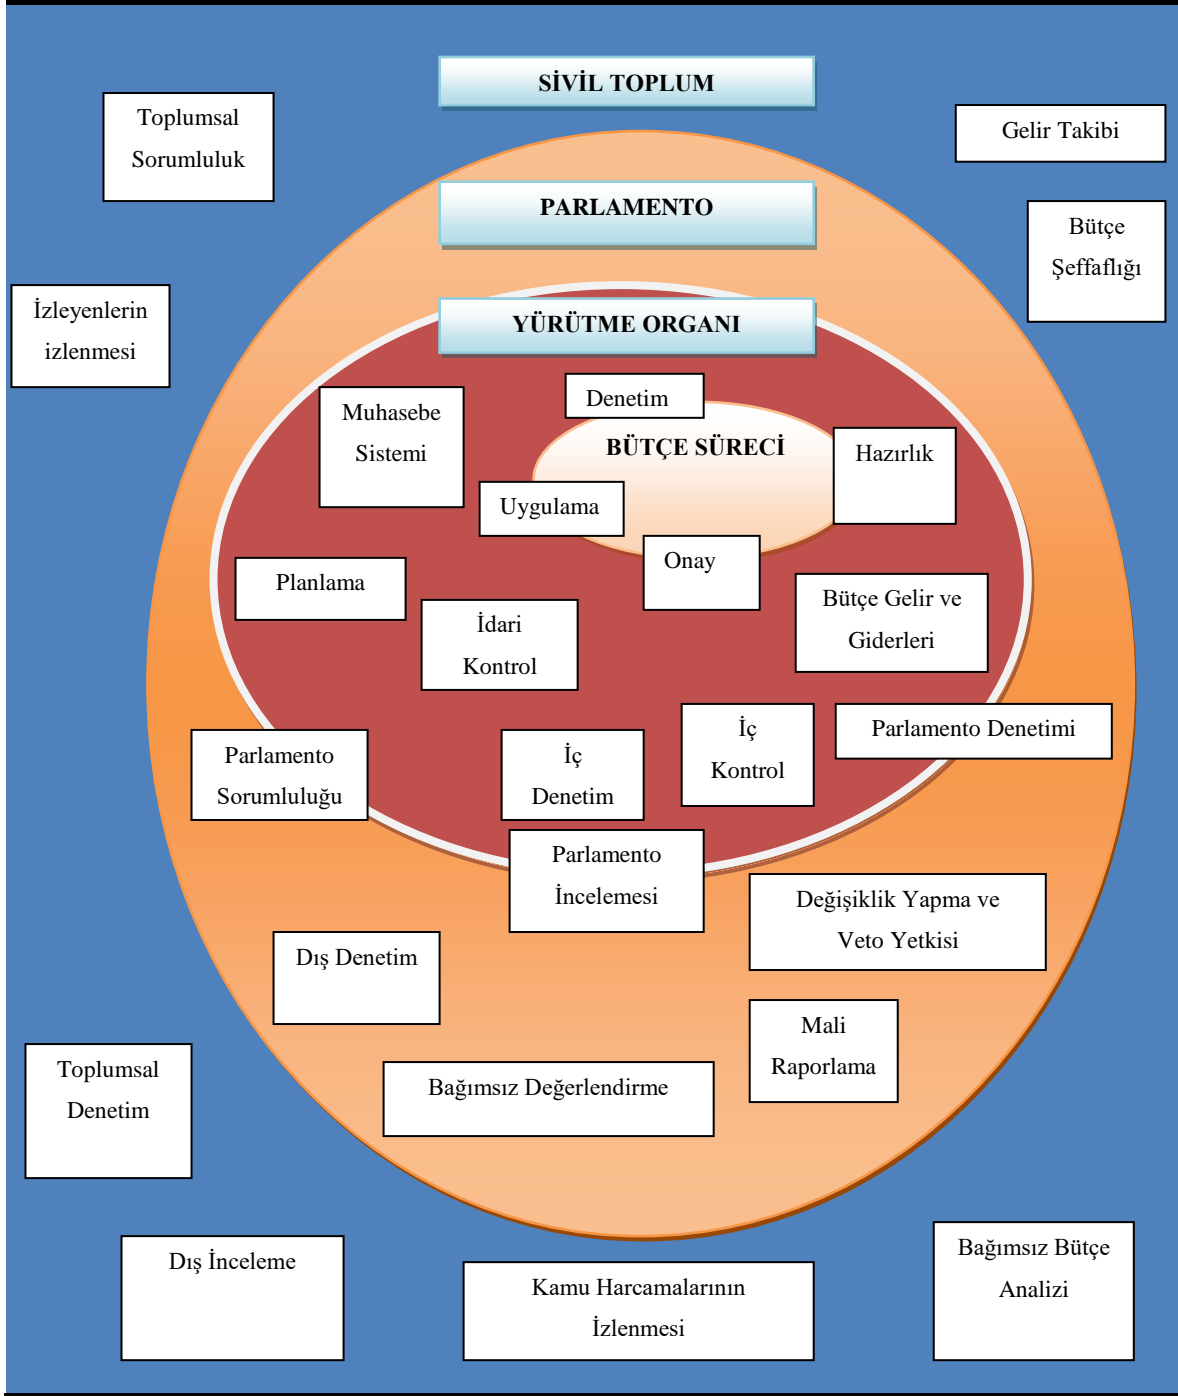 SİVİL TOPLUM
Toplumsal
Sorumluluk
Gelir Takibi
PARLAMENTO
Bütçe
Şeffaflığı
İzleyenlerin
izlenmesi
YÜRÜTME ORGANI
Muhasebe
Sistemi
Denetim
BÜTÇE SÜRECİ
Hazırlık
Uygulama
Onay
Planlama
Bütçe Gelir ve
Giderleri
İdari
Kontrol
Parlamento
Sorumluluğu
İç
Denetim
İç
Kontrol
Parlamento Denetimi
Parlamento
İncelemesi
Değişiklik Yapma ve
Veto Yetkisi
Dış Denetim
Mali
Raporlama
Bağımsız Değerlendirme
Toplumsal
Denetim
Dış İnceleme
Kamu Harcamalarının
İzlenmesi
Bağımsız Bütçe
Analizi